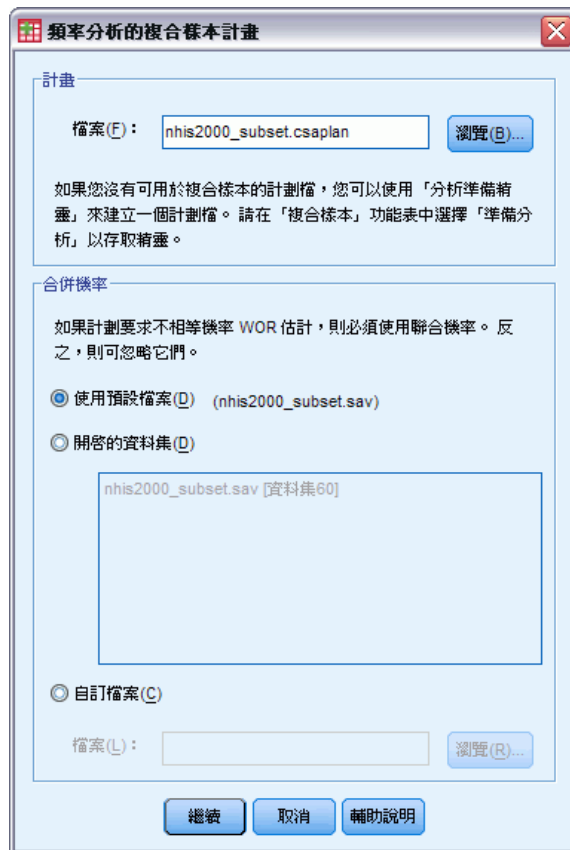 頻率分析的複合樣本計畫
計畫
檔案(F)：
nhis2000_subset.csaplan
瀏覽(B)...
如果您沒有可用於複合樣本的計劃檔，您可以使用「分析準備精
靈」來建立一個計劃檔。 請在「複合樣本」功能表中選擇「準備分
析」以存取精靈。
合併機率
如果計劃要求不相等機率 WOR 估計，則必須使用聯合機率。 反
之，則可忽略它們。
使用預設檔案(D) (nhis2000_subset.sav)
開啓的資料集(D)
nhis2000_subset.sav [資料集60]
自訂檔案(C)
檔案(L)：
瀏覽(R)...
繼續
取消
輔助說明